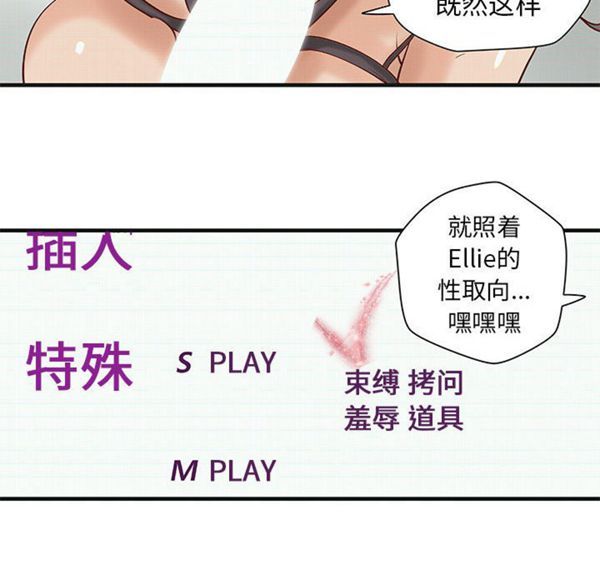 既然这样
就照着
Ellie的
性取向...
嘿嘿嘿
插入
特殊
S PLAY
束缚 拷问
羞辱 道具
M PLAY